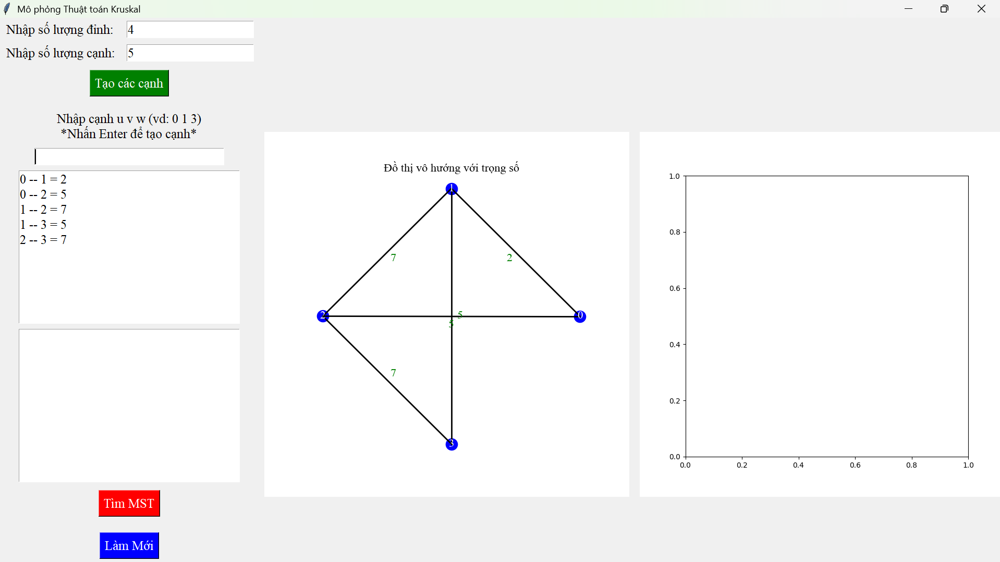 Mô phỏng Thuật toán Kruskal
Nhập số lượng đỉnh: 4
Nhập số lượng cạnh: 5
Tạo các cạnh
Nhập cạnh u v w (vd: 0 1 3)
*Nhấn Enter để tạo cạnh*
0 -- 1 = 2
0 -- 2 = 5
1 -- 2 = 7
1 -- 3 = 5
2 -- 3 = 7
Tìm MST
Làm Mới
Đồ thị vô hướng với trọng số
1
7
2
2
5
0
5
7
3
1.0
0.8
0.6
0.4
0.2
0.0
0.0 0.2 0.4 0.6 0.8 1.0